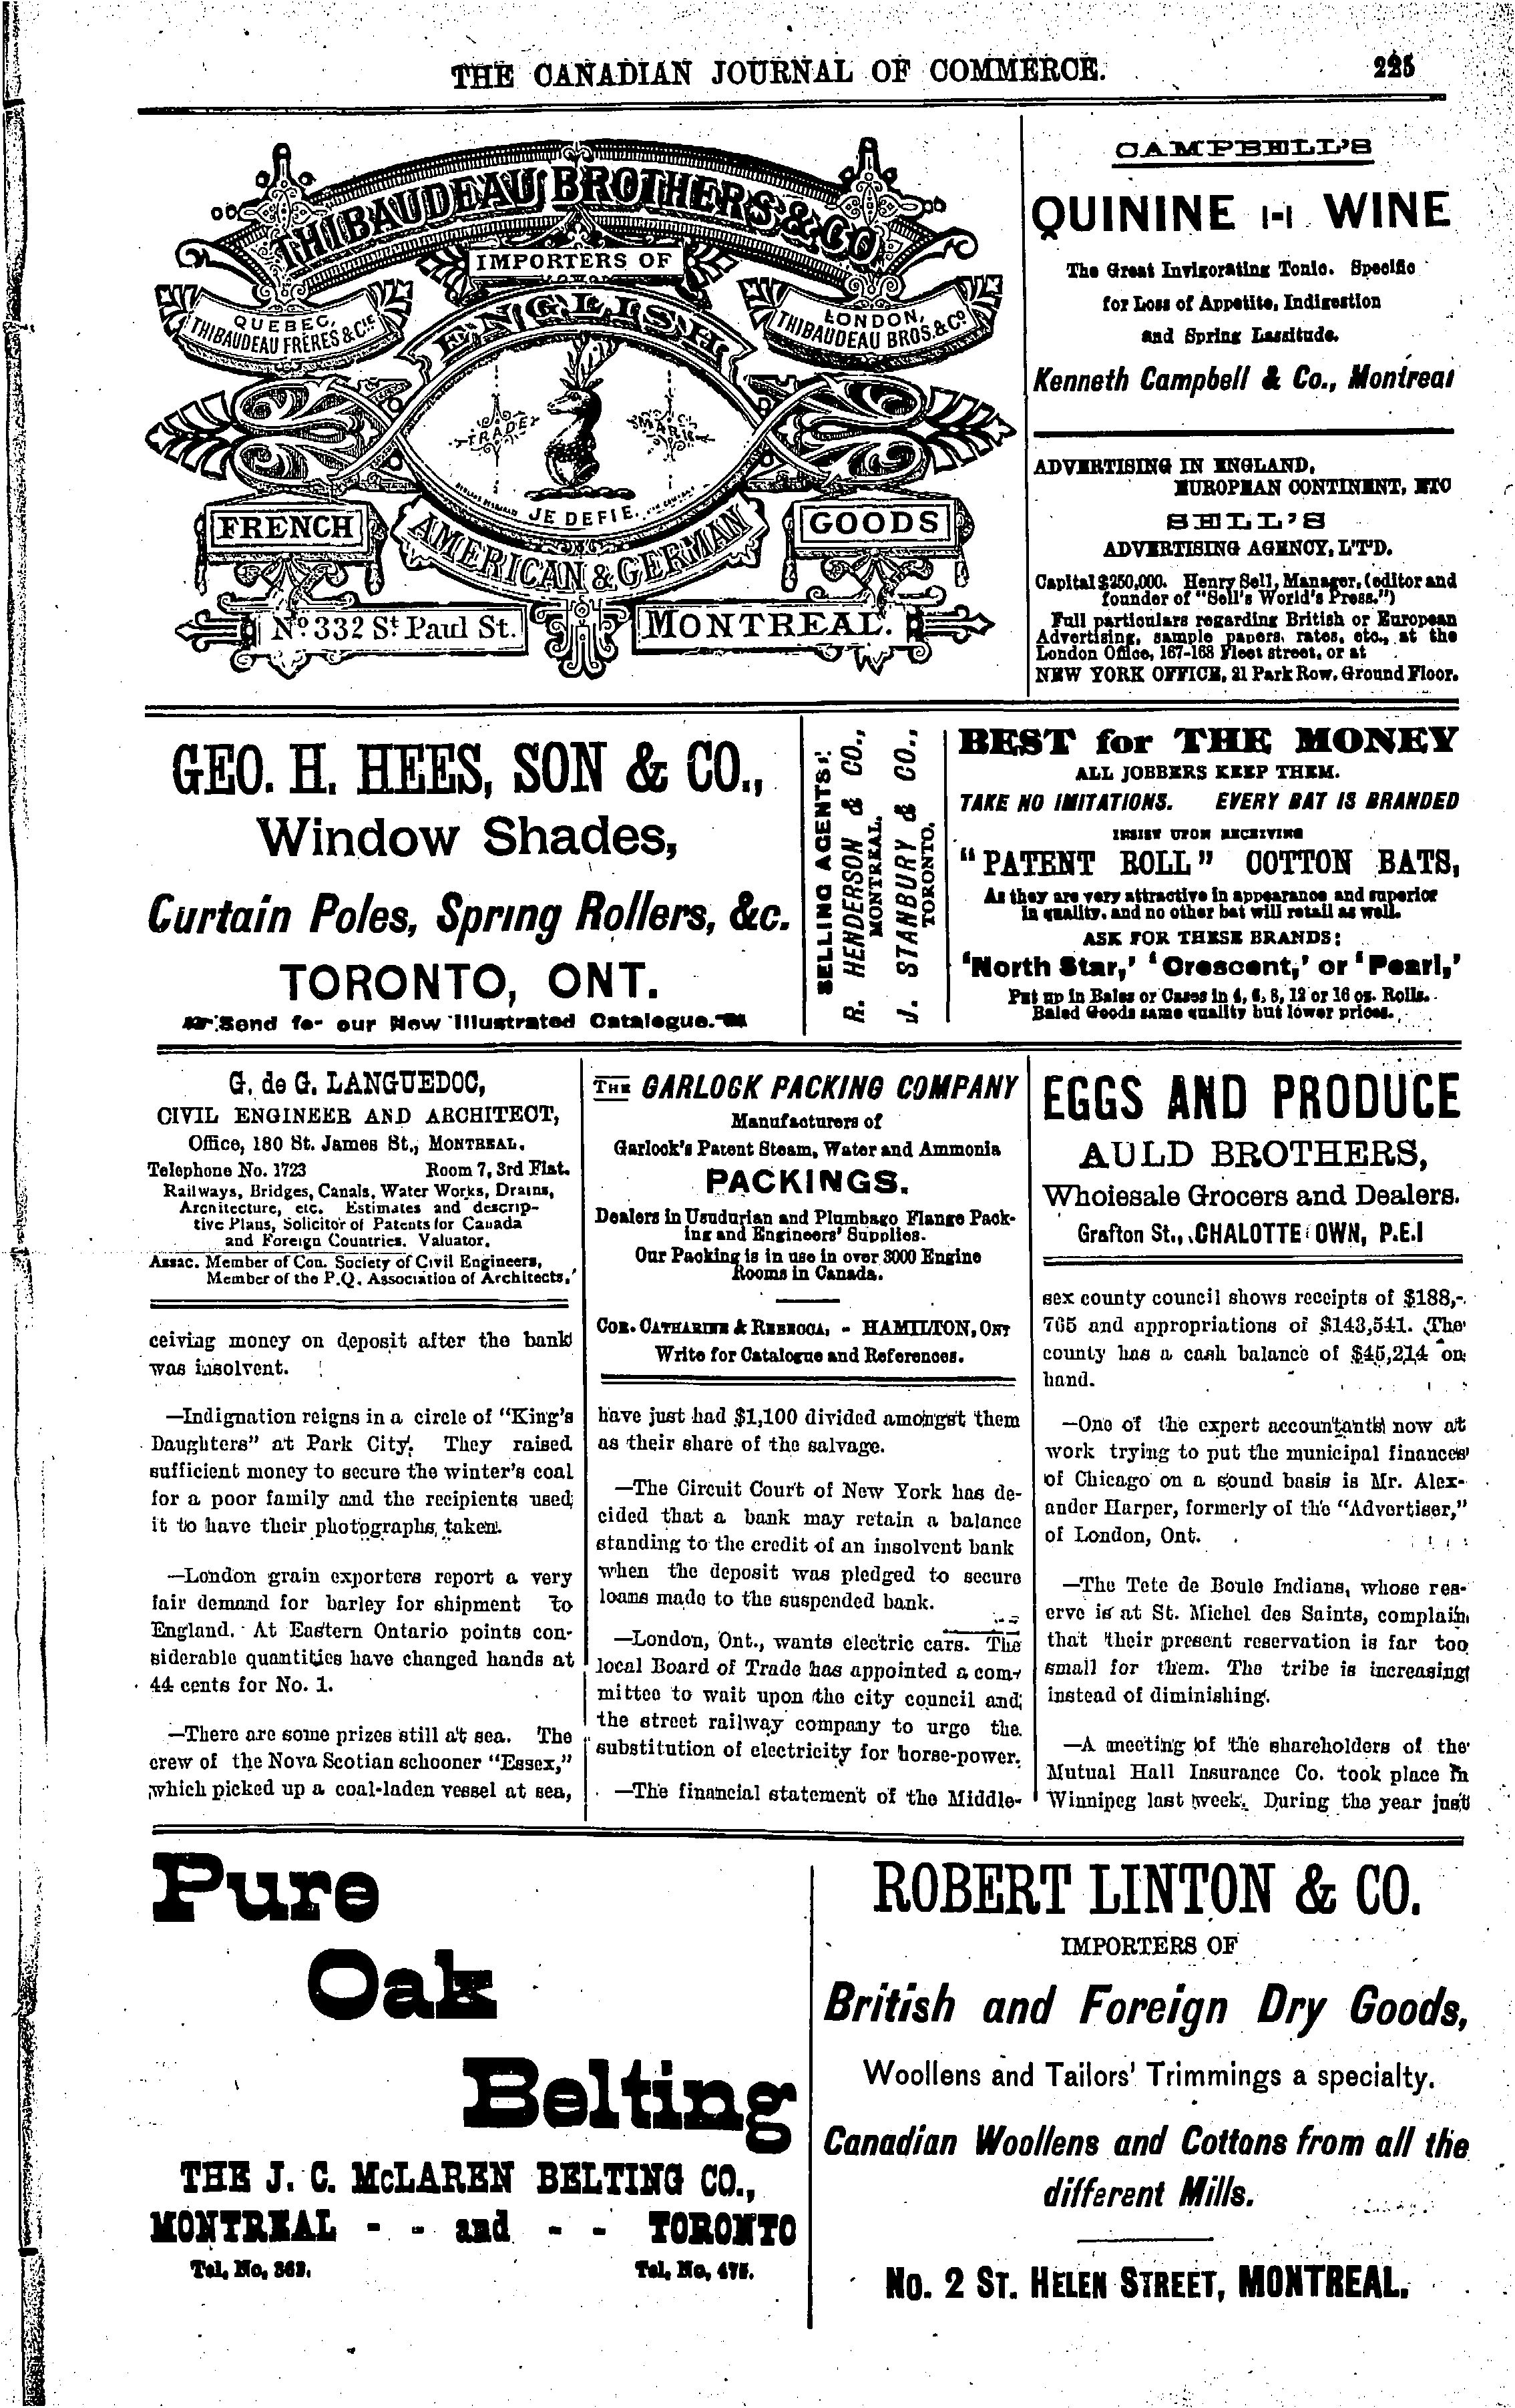 THE CANADIAN JOURNAL OF COMMERCE.
225
THIBAUDEAU BROTHERS & CO.
IMPORTERS OF
ENGLISH
QUEBEC,
THIBAUDEAU FRÈRES & CIE
LONDON,
THIBAUDEAU BROS. & CO
TRADE
MARK
JE DEFIE.
FRENCH
AMERICAN & GERMAN
GOODS
No 332 St Paul St.
MONTREAL.
CAMPBELL'S
QUININE WINE
The Great Invigorating Tonic. Specific
for Loss of Appetite, Indigestion
and Spring Lassitude.
Kenneth Campbell & Co., Montreal
ADVERTISING IN ENGLAND,
EUROPEAN CONTINENT, ETC
SELL'S
ADVERTISING AGENCY, L'T'D.
Capital $250,000. Henry Sell, Manager, (editor and
founder of "Sell's World's Press.")
Full particulars regarding British or European
Advertising, sample papers, rates, etc., at the
London Office, 167-168 Fleet street, or at
NEW YORK OFFICE, 21 Park Row, Ground Floor.
GEO. H. HEES, SON & CO.,
Window Shades,
Curtain Poles, Spring Rollers, &c.
TORONTO, ONT.
Send for our New Illustrated Catalogue.
SELLING AGENTS:
R. HENDERSON & CO.,
MONTREAL.
J. STANBURY & CO.,
TORONTO.
BEST for THE MONEY
ALL JOBBERS KEEP THEM.
TAKE NO IMITATIONS. EVERY BAT IS BRANDED
INSIST UPON RECEIVING
"PATENT ROLL" COTTON BATS,
As they are very attractive in appearance and superior
in quality, and no other bat will retail as well.
ASK FOR THESE BRANDS:
'North Star,' 'Crescent,' or 'Pearl,'
Put up in Bales or Cases in 4, 6, 8, 12 or 16 oz. Rolls.
Baled Goods same quality but lower prices.
G. de G. LANGUEDOC,
CIVIL ENGINEER AND ARCHITECT,
Office, 180 St. James St., MONTREAL.
Telephone No. 1723 Room 7, 3rd Flat.
Railways, Bridges, Canals, Water Works, Drains,
Arcnitecture, etc. Estimates and descrip-
tive Plans, Solicitor of Patents for Canada
and Foreign Countries. Valuator.
Assac. Member of Can. Society of Civil Engineers,
Member of the P.Q. Association of Architects.
ceiving money on deposit after the bank
was insolvent.
—Indignation reigns in a circle of "King's
Daughters" at Park City. They raised
sufficient money to secure the winter's coal
for a poor family and the recipients used
it to have their photographs taken.
—London grain exporters report a very
fair demand for barley for shipment to
England. At Eastern Ontario points con-
siderable quantities have changed hands at
44 cents for No. 1.
—There are some prizes still at sea. The
crew of the Nova Scotian schooner "Essex,"
which picked up a coal-laden vessel at sea,
THE GARLOCK PACKING COMPANY
Manufacturers of
Garlock's Patent Steam, Water and Ammonia
PACKINGS.
Dealers in Usudurian and Plumbago Flange Pack-
ing and Engineers' Supplies.
Our Packing is in use in over 3000 Engine
Rooms in Canada.
COR. CATHARINE & REBECCA, - HAMILTON, ONT
Write for Catalogue and References.
have just had $1,100 divided amongst them
as their share of the salvage.
—The Circuit Court of New York has de-
cided that a bank may retain a balance
standing to the credit of an insolvent bank
when the deposit was pledged to secure
loans made to the suspended bank.
—London, Ont., wants electric cars. The
local Board of Trade has appointed a com-
mittee to wait upon the city council and
the street railway company to urge the
substitution of electricity for horse-power.
—The financial statement of the Middle-
EGGS AND PRODUCE
AULD BROTHERS,
Wholesale Grocers and Dealers.
Grafton St., CHALOTTE OWN, P.E.I
sex county council shows receipts of $188,-
765 and appropriations of $143,541. The
county has a cash balance of $45,214 on
hand.
—One of the expert accountants now at
work trying to put the municipal finances
of Chicago on a sound basis is Mr. Alex-
ander Harper, formerly of the "Advertiser,"
of London, Ont.
—The Tete de Boule Indians, whose res-
erve is at St. Michel des Saints, complain
that their present reservation is far too
small for them. The tribe is increasing
instead of diminishing.
—A meeting of the shareholders of the
Mutual Hall Insurance Co. took place in
Winnipeg last week. During the year just
Pure
Oak
Belting
THE J. C. McLAREN BELTING CO.,
MONTREAL - - and - - TORONTO
Tel. No. 363. Tel. No. 475.
ROBERT LINTON & CO.
IMPORTERS OF
British and Foreign Dry Goods,
Woollens and Tailors' Trimmings a specialty.
Canadian Woollens and Cottons from all the
different Mills.
No. 2 ST. HELEN STREET, MONTREAL.